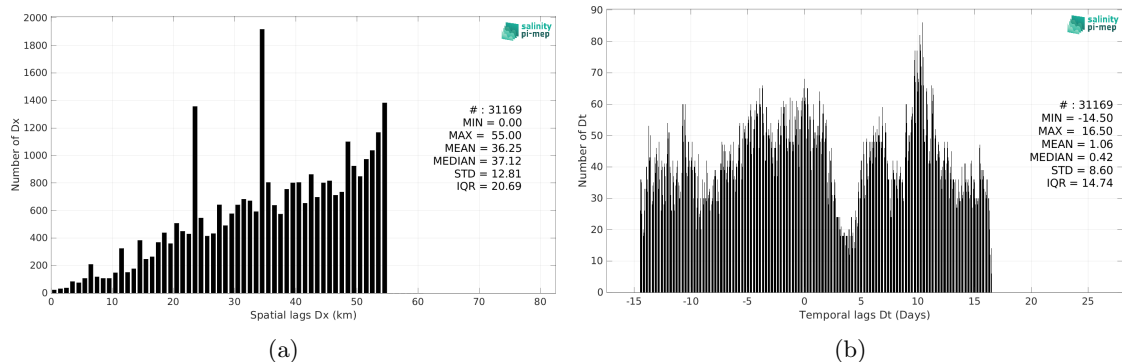 2000
1800
1600
1400
1200
1000
800
600
400
200
0
Number of Dx
0 10 20 30 40 50 60 70 80
Spatial lags Dx (km)
salinity
pi-mep
# : 31169
MIN = 0.00
MAX = 55.00
MEAN = 36.25
MEDIAN = 37.12
STD = 12.81
IQR = 20.69
(a)
90
80
70
60
50
40
30
20
10
0
Number of Dt
-15 -10 -5 0 5 10 15 20 25
Temporal lags Dt (Days)
salinity
pi-mep
# : 31169
MIN = -14.50
MAX = 16.50
MEAN = 1.06
MEDIAN = 0.42
STD = 8.60
IQR = 14.74
(b)